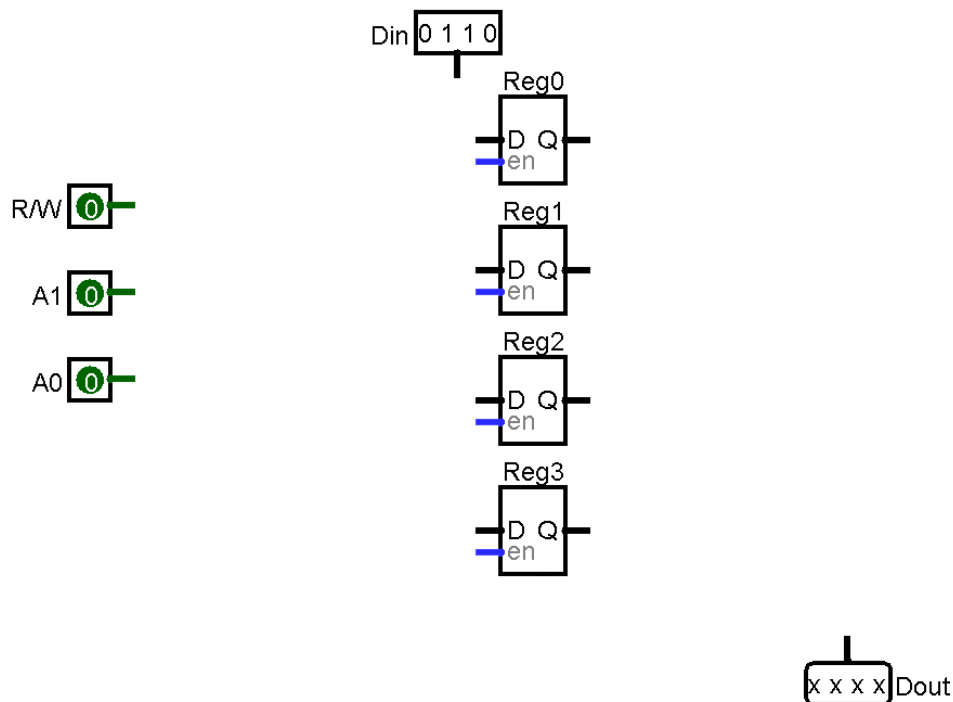 Din 0 1 1 0
Reg0
D Q
en
R/W 0
Reg1
A1 0
D Q
en
Reg2
A0 0
D Q
en
Reg3
D Q
en
x x x x Dout